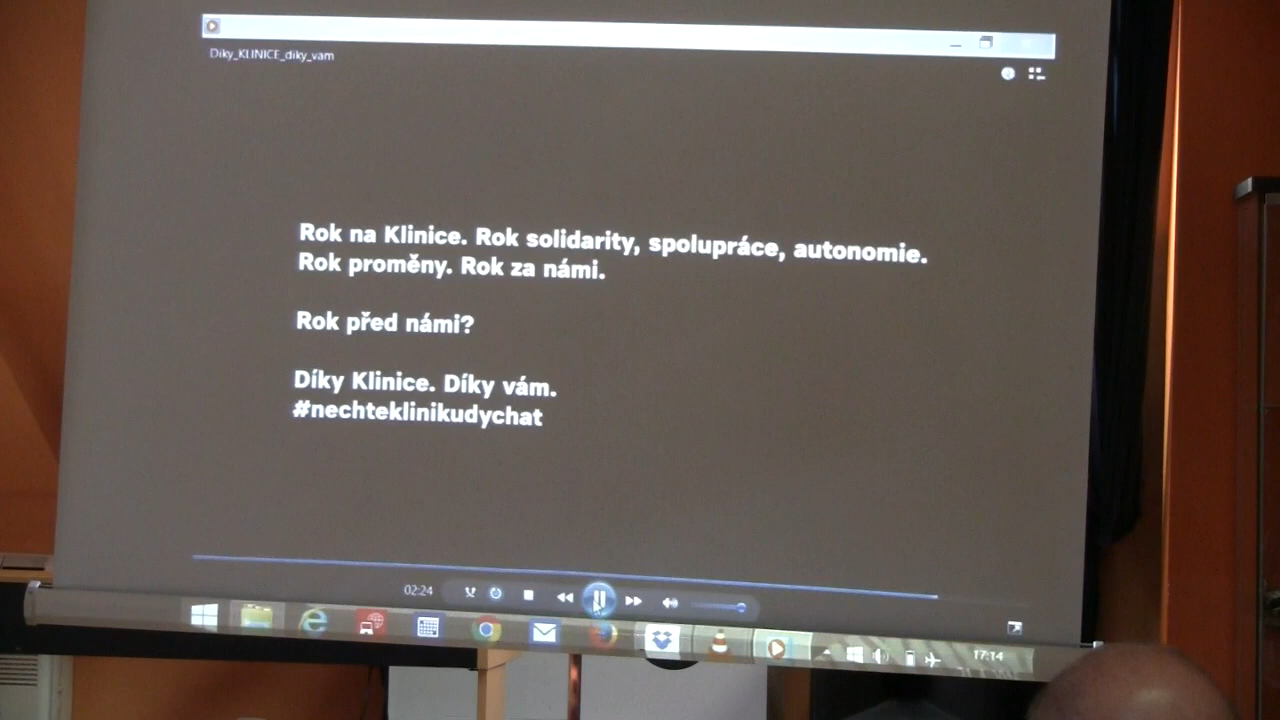 Diky_KLINICE_diky_vam
Rok na Klinice. Rok solidarity, spolupráce, autonomie.
Rok proměny. Rok za námi.
Rok před námi?
Díky Klinice. Díky vám.
#nechteklinikudychat
02:24
17:14